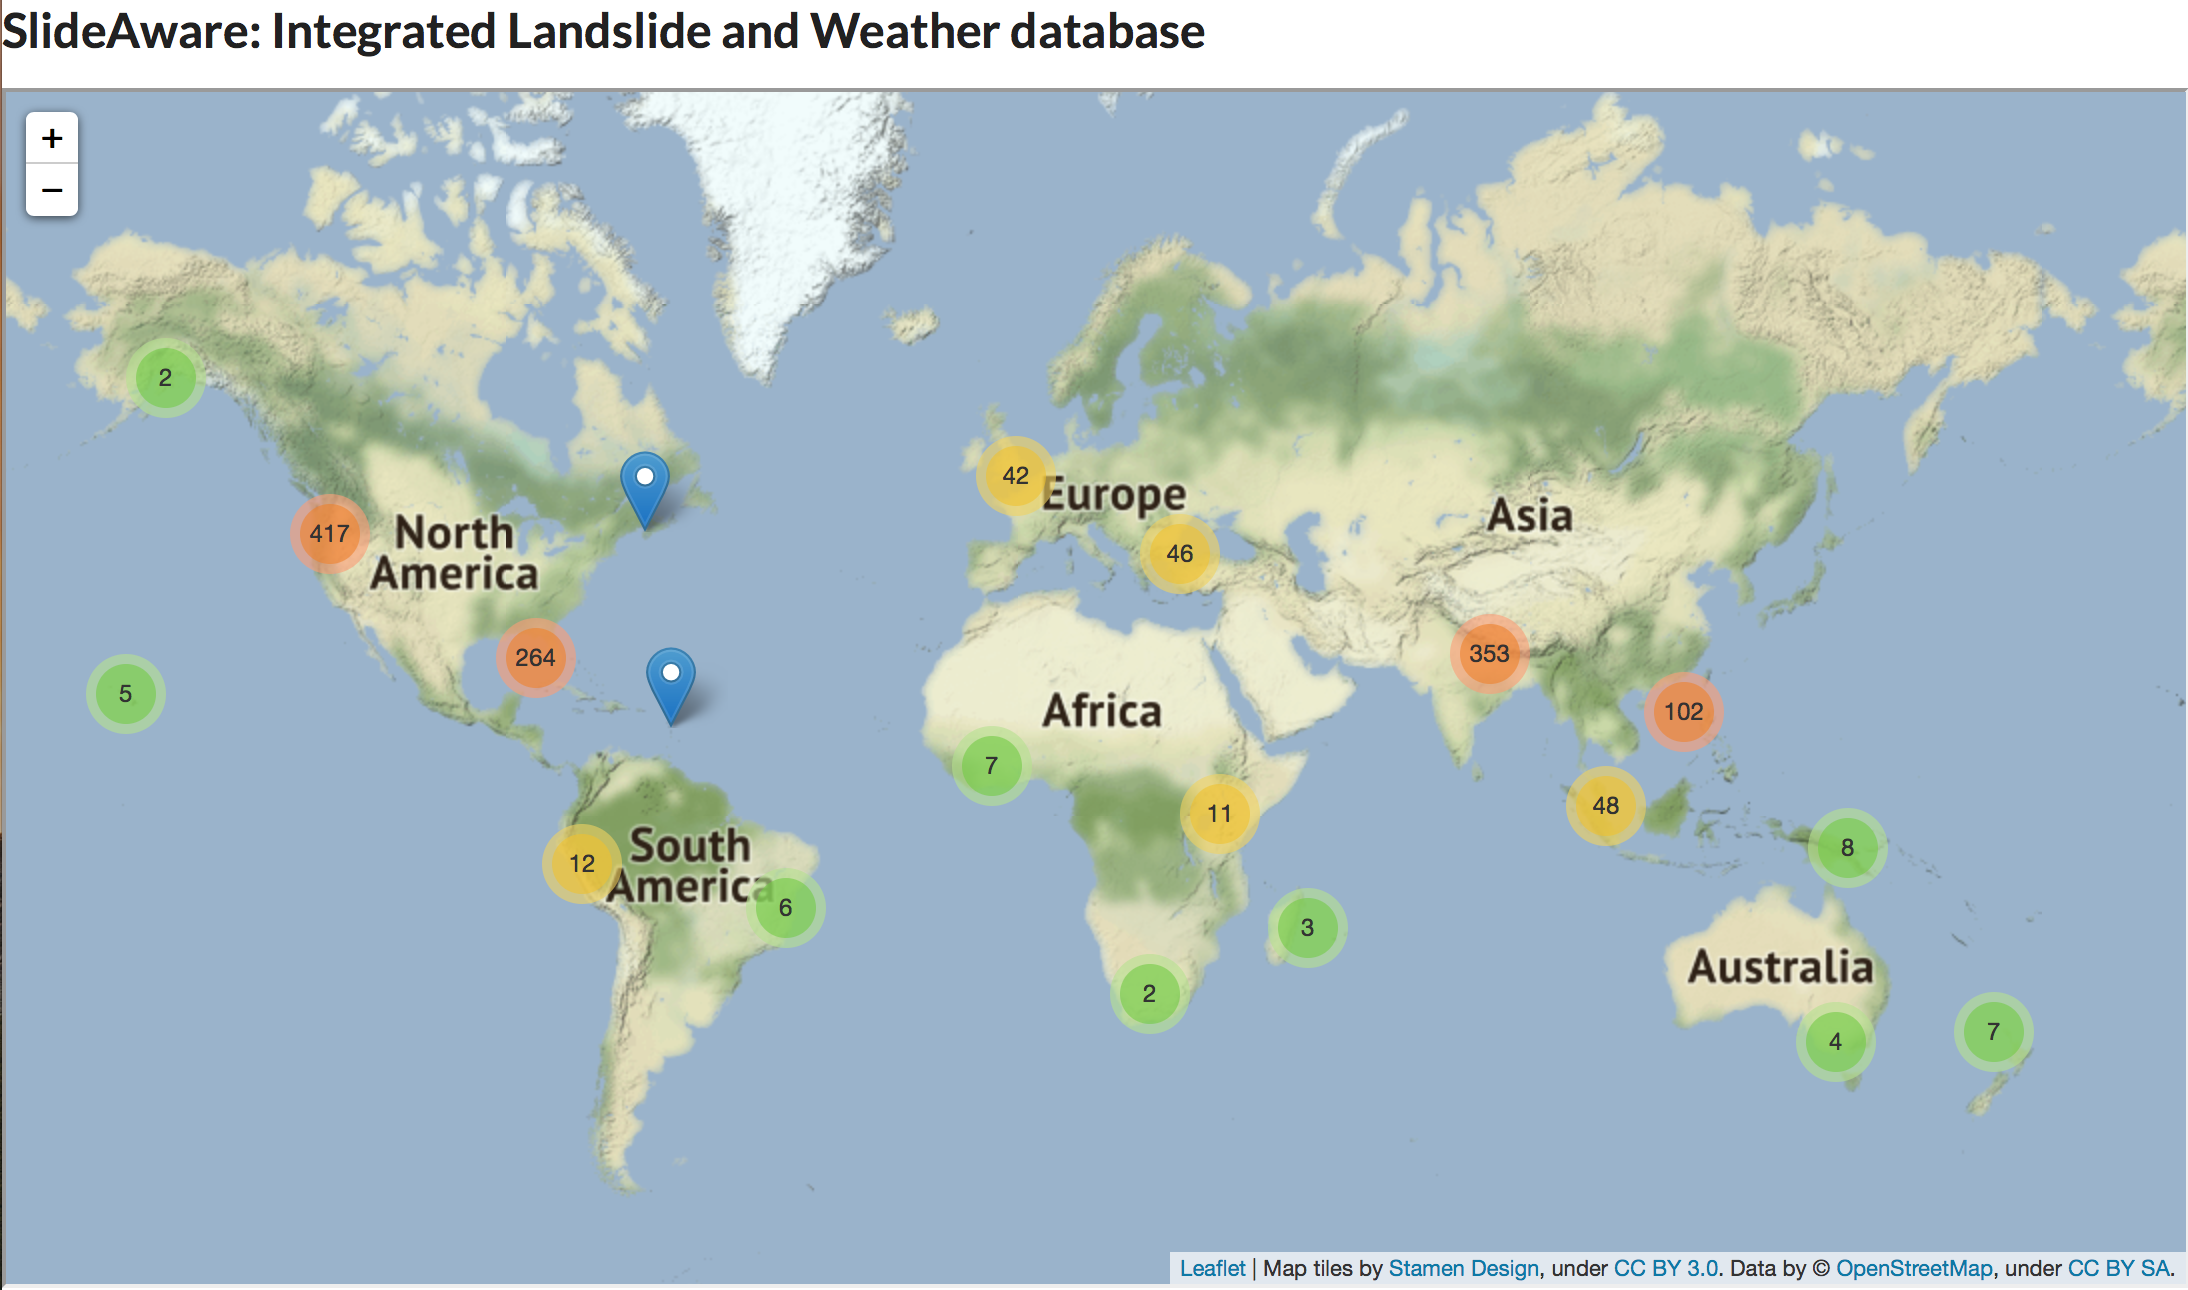 SlideAware: Integrated Landslide and Weather database
+
−
2
42
417
North
America
Europe
46
Asia
264
5
353
102
Africa
7
11
48
12
South
America
6
8
3
2
Australia
4
7
Leaflet | Map tiles by Stamen Design, under CC BY 3.0. Data by © OpenStreetMap, under CC BY SA.